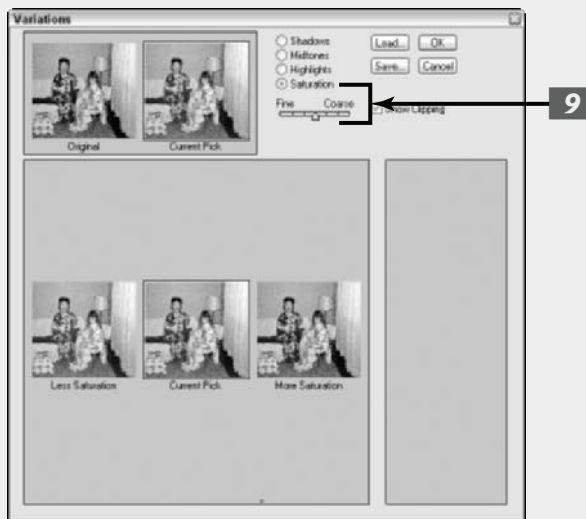 Variations
Shadows
Midtones
Highlights
Saturation
Fine Coarse
Load... OK
Save... Cancel
Show Clipping
9
Original Current Pick
Less Saturation Current Pick More Saturation